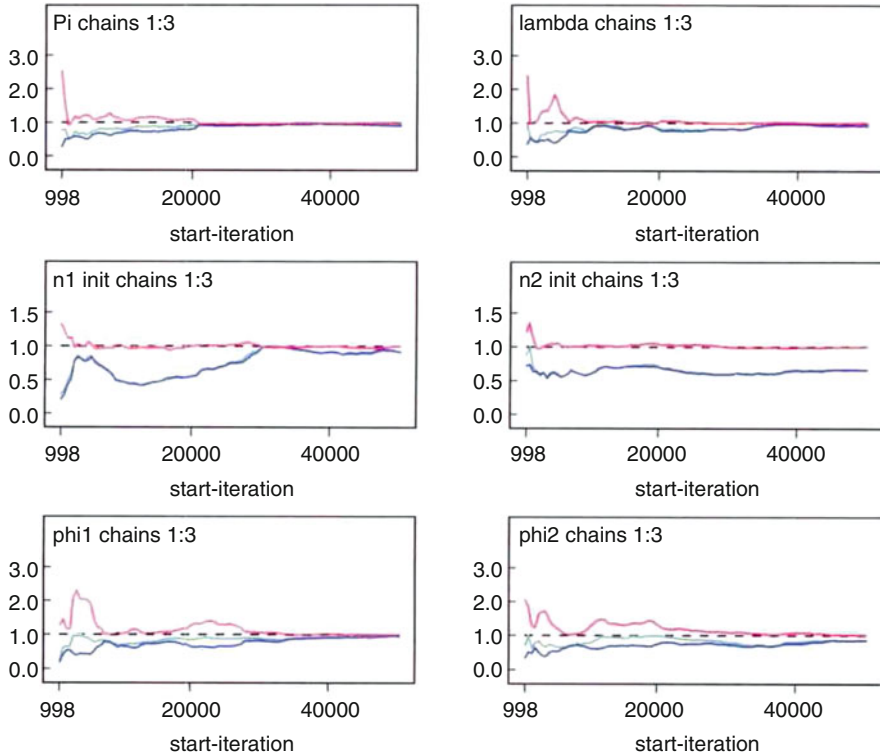 Pi chains 1:3
3.0
2.0
1.0
0.0
998 20000 40000
start-iteration
lambda chains 1:3
3.0
2.0
1.0
0.0
998 20000 40000
start-iteration
n1 init chains 1:3
1.5
1.0
0.5
0.0
998 20000 40000
start-iteration
n2 init chains 1:3
1.5
1.0
0.5
0.0
998 20000 40000
start-iteration
phi1 chains 1:3
3.0
2.0
1.0
0.0
998 20000 40000
start-iteration
phi2 chains 1:3
3.0
2.0
1.0
0.0
998 20000 40000
start-iteration